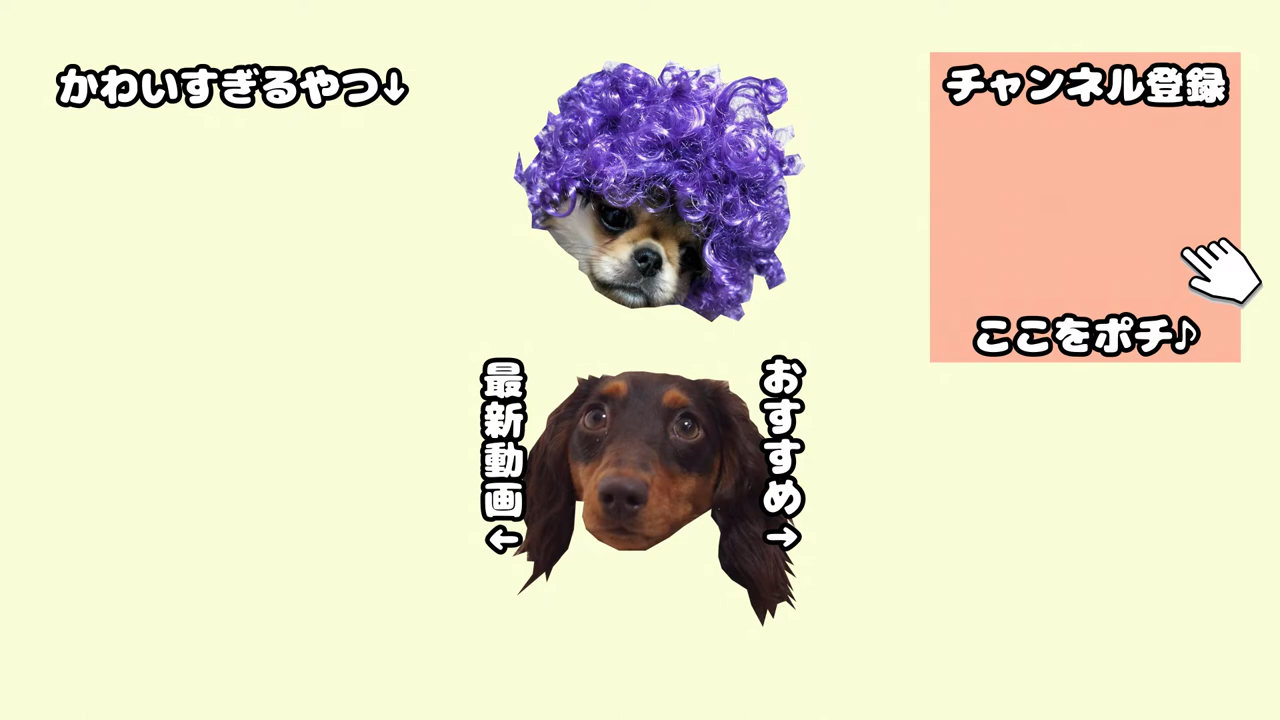 かわいすぎるやつ↓
チャンネル登録
ここをポチ♪
最新動画←
おすすめ→